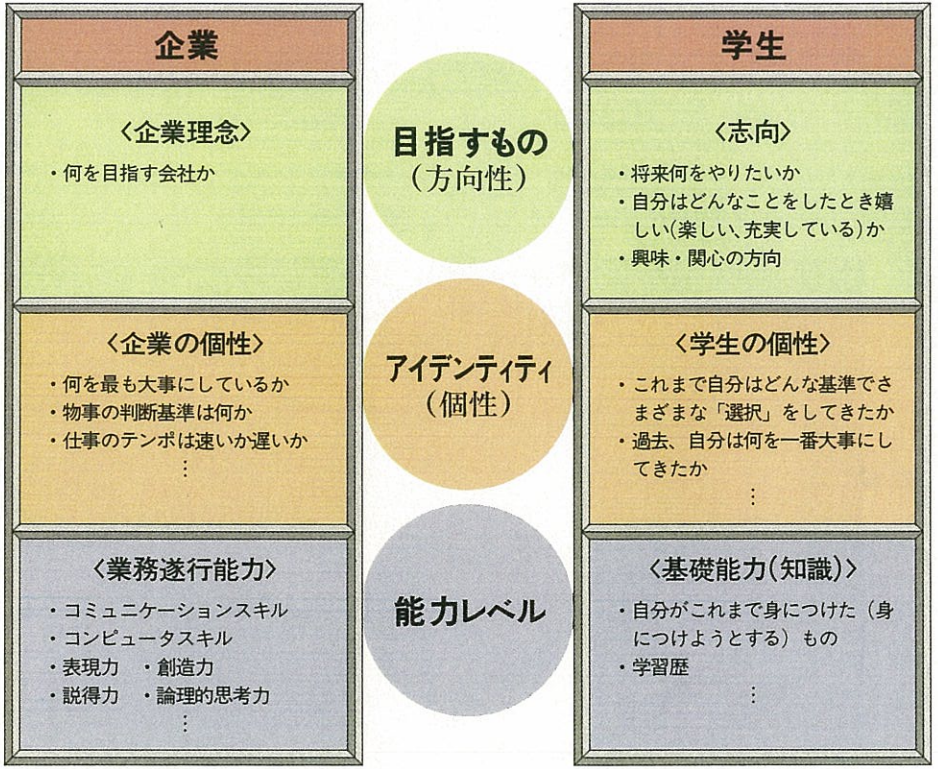 企業
〈企業理念〉
・何を目指す会社か
〈企業の個性〉
・何を最も大事にしているか
・物事の判断基準は何か
・仕事のテンポは速いか遅いか
⋮
〈業務遂行能力〉
・コミュニケーションスキル
・コンピュータスキル
・表現力 ・創造力
・説得力 ・論理的思考力
⋮
目指すもの
（方向性）
アイデンティティ
（個性）
能力レベル
学生
〈志向〉
・将来何をやりたいか
・自分はどんなことをしたとき嬉
しい(楽しい、充実している)か
・興味・関心の方向
〈学生の個性〉
・これまで自分はどんな基準でさ
まざまな「選択」をしてきたか
・過去、自分は何を一番大事にし
てきたか
⋮
〈基礎能力(知識)〉
・自分がこれまで身につけた（身
につけようとする）もの
・学習歴
⋮